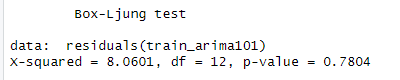 Box-Ljung test
data:  residuals(train_arima101)
X-squared = 8.0601, df = 12, p-value = 0.7804